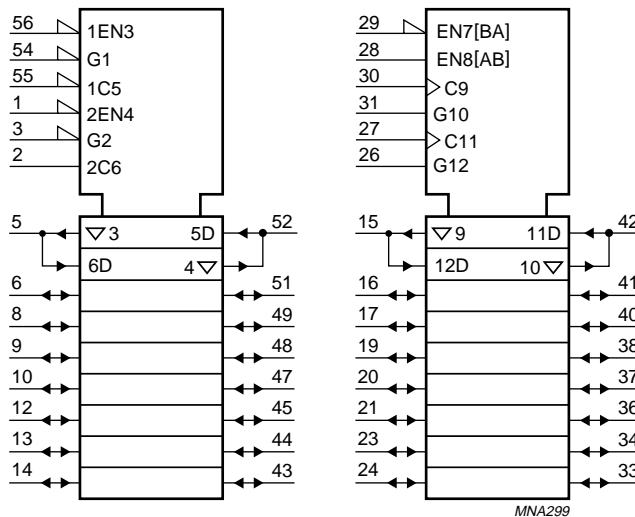 56 1EN3
54 G1
55 1C5
1 2EN4
3 G2
2 2C6
5 ▽3 5D 52
6D 4▽
6 51
8 49
9 48
10 47
12 45
13 44
14 43
29 EN7[BA]
28 EN8[AB]
30 C9
31 G10
27 C11
26 G12
15 ▽9 11D 42
12D 10▽
16 41
17 40
19 38
20 37
21 36
23 34
24 33
MNA299